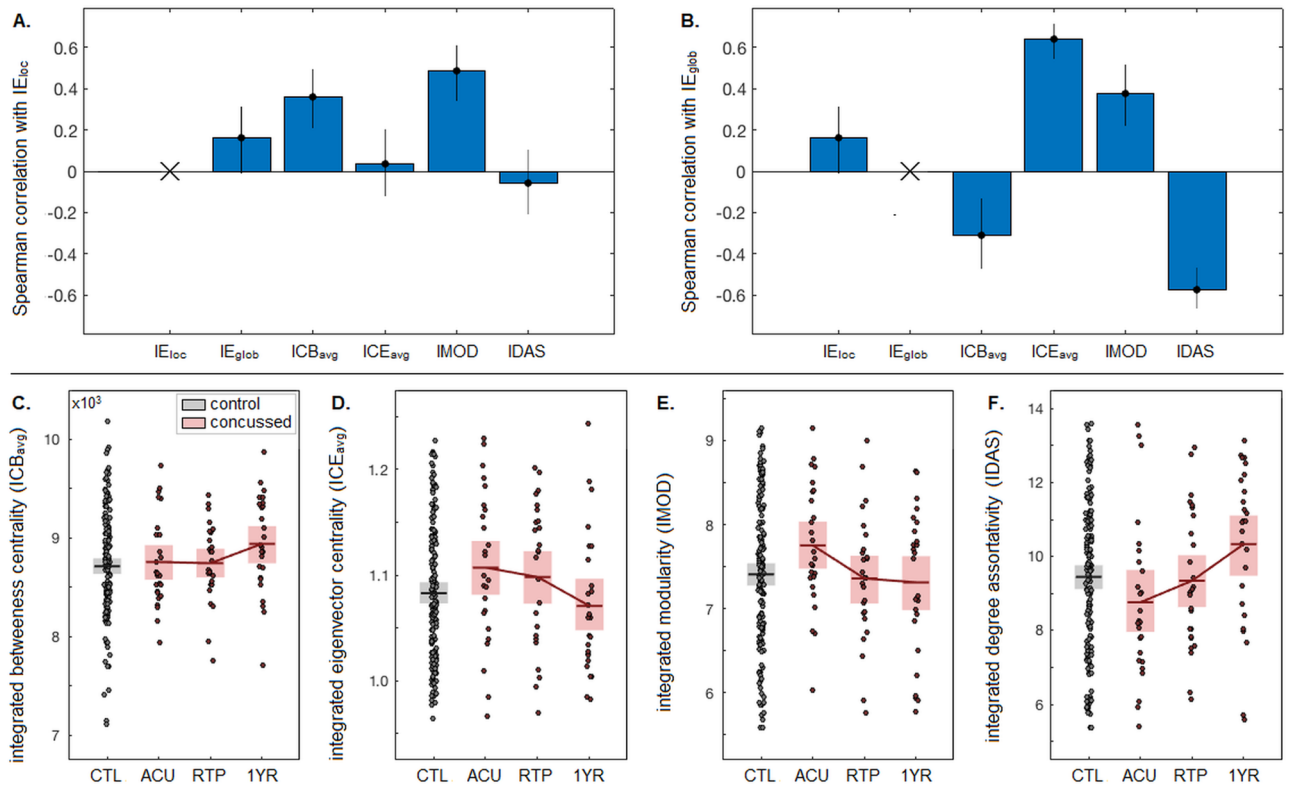 A.
Spearman correlation with IEloc
0.6
0.4
0.2
0
-0.2
-0.4
-0.6
IEloc IEglob ICBavg ICEavg IMOD IDAS
B.
Spearman correlation with IEglob
0.6
0.4
0.2
0
-0.2
-0.4
-0.6
IEloc IEglob ICBavg ICEavg IMOD IDAS
C.
x10³
control
concussed
integrated betweeness centrality (ICBavg)
10
9
8
7
CTL ACU RTP 1YR
D.
integrated eigenvector centrality (ICEavg)
1.2
1.10
1.0
CTL ACU RTP 1YR
E.
integrated modularity (IMOD)
9
8
7
6
CTL ACU RTP 1YR
F.
integrated degree assortativity (IDAS)
14
12
10
8
6
CTL ACU RTP 1YR